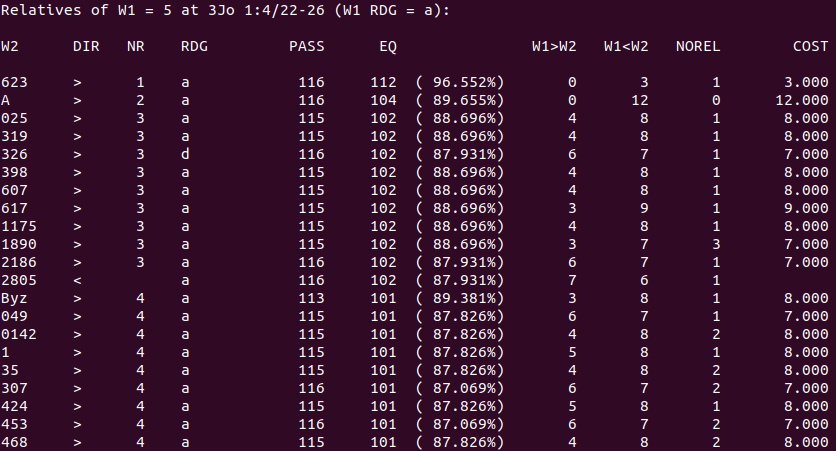 Relatives of W1 = 5 at 3Jo 1:4/22-26 (W1 RDG = a):
W2 DIR NR RDG PASS EQ W1>W2 W1<W2 NOREL COST
623 > 1 a 116 112 ( 96.552%) 0 3 1 3.000
A > 2 a 116 104 ( 89.655%) 0 12 0 12.000
025 > 3 a 115 102 ( 88.696%) 4 8 1 8.000
319 > 3 a 115 102 ( 88.696%) 4 8 1 8.000
326 > 3 d 116 102 ( 87.931%) 6 7 1 7.000
398 > 3 a 115 102 ( 88.696%) 4 8 1 8.000
607 > 3 a 115 102 ( 88.696%) 4 8 1 8.000
617 > 3 a 115 102 ( 88.696%) 3 9 1 9.000
1175 > 3 a 115 102 ( 88.696%) 4 8 1 8.000
1890 > 3 a 115 102 ( 88.696%) 3 7 3 7.000
2186 > 3 a 116 102 ( 87.931%) 6 7 1 7.000
2805 < a 116 102 ( 87.931%) 7 6 1
Byz > 4 a 113 101 ( 89.381%) 3 8 1 8.000
049 > 4 a 115 101 ( 87.826%) 6 7 1 7.000
0142 > 4 a 115 101 ( 87.826%) 4 8 2 8.000
1 > 4 a 115 101 ( 87.826%) 5 8 1 8.000
35 > 4 a 115 101 ( 87.826%) 4 8 2 8.000
307 > 4 a 116 101 ( 87.069%) 6 7 2 7.000
424 > 4 a 115 101 ( 87.826%) 5 8 1 8.000
453 > 4 a 116 101 ( 87.069%) 6 7 2 7.000
468 > 4 a 115 101 ( 87.826%) 4 8 2 8.000